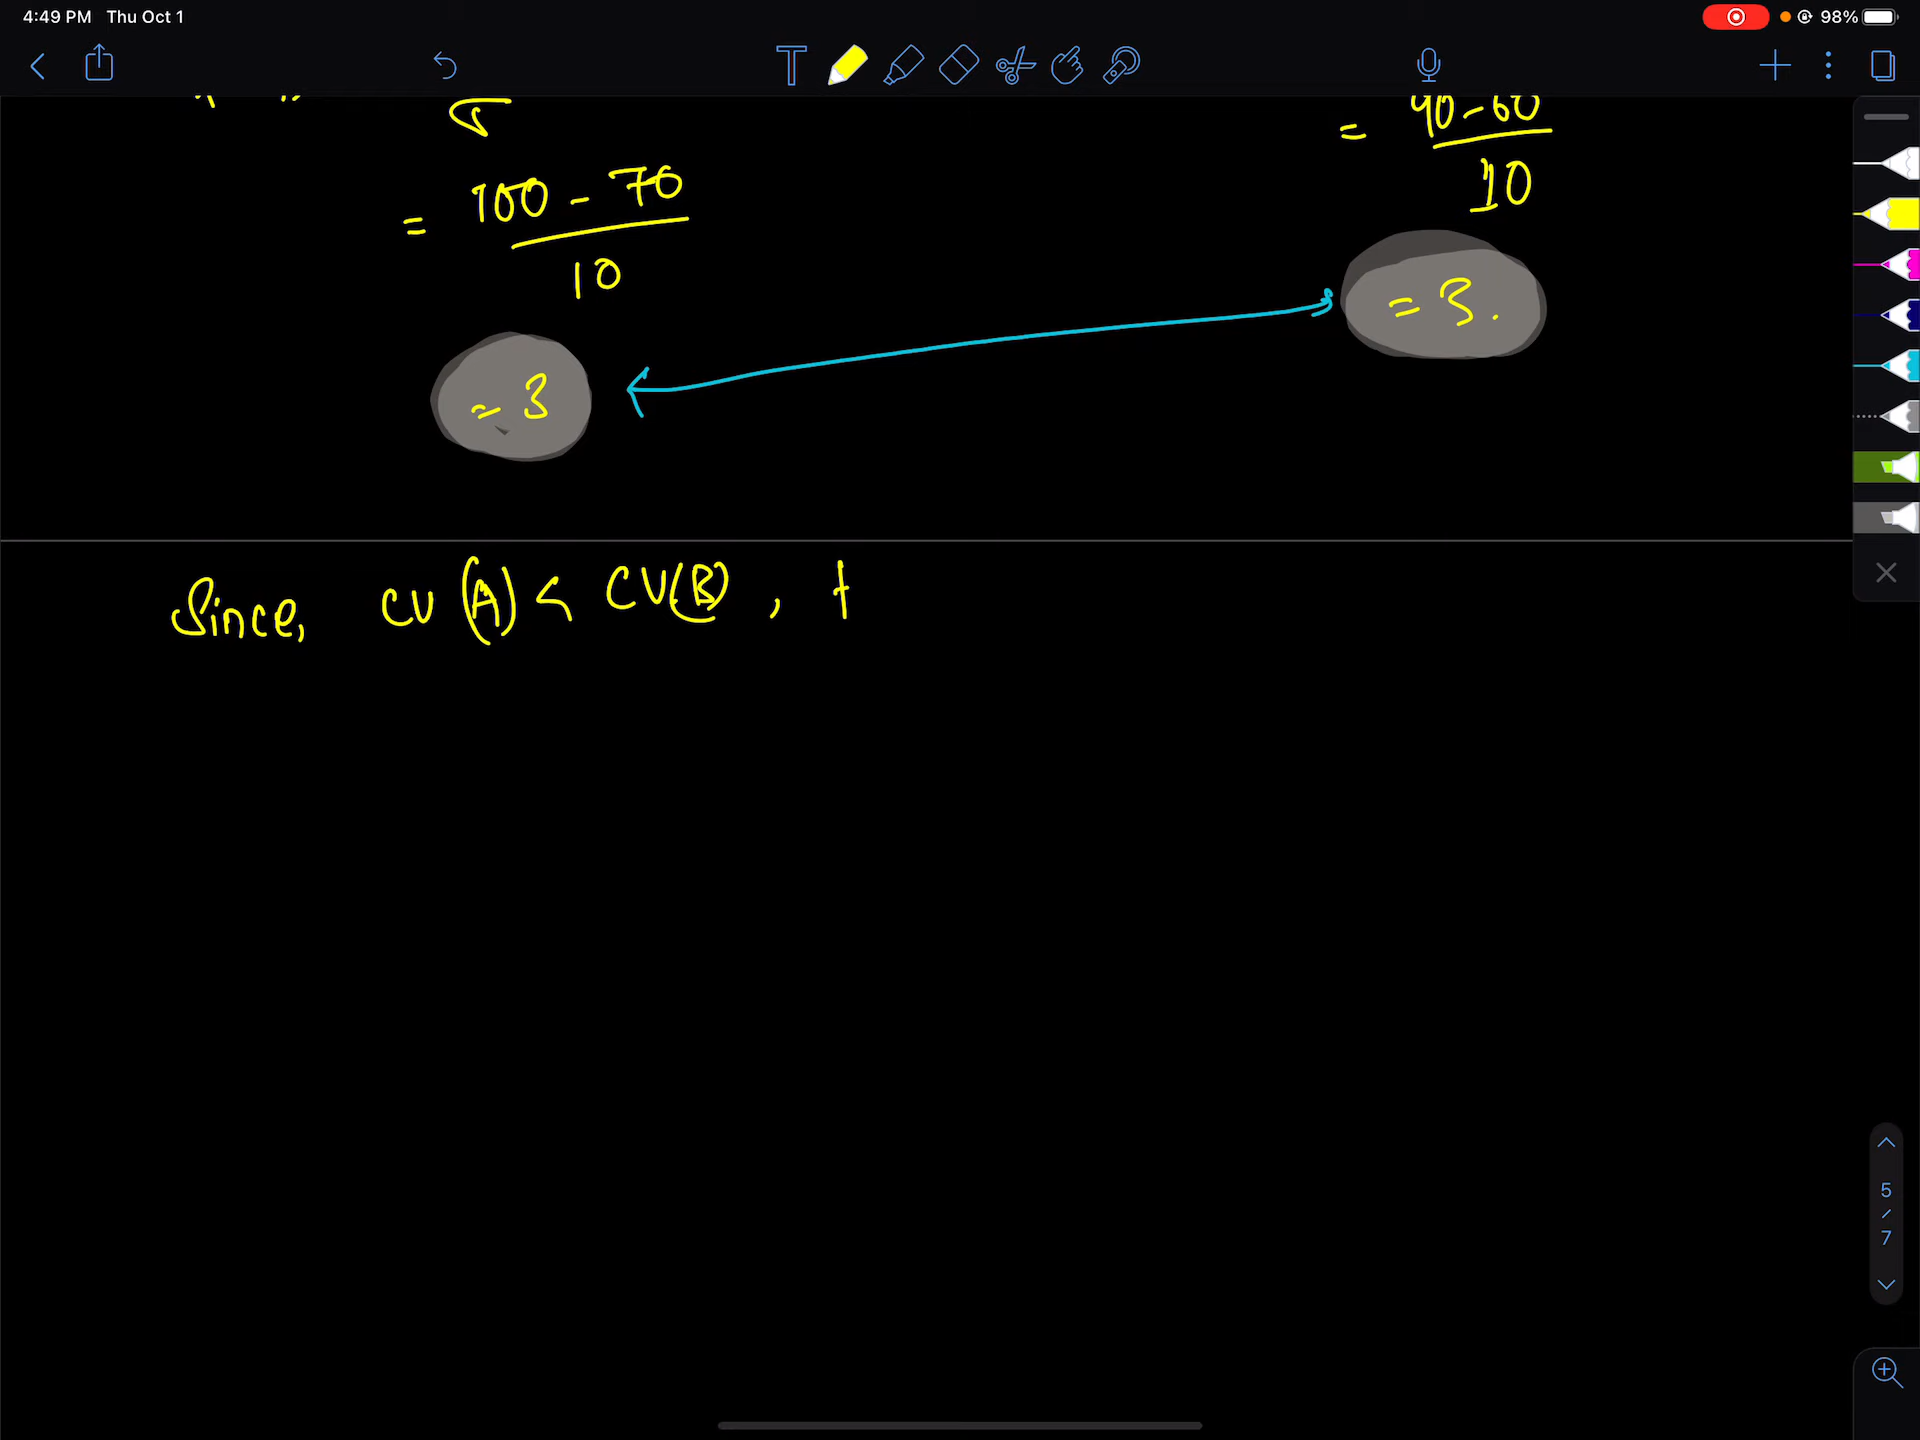 4:49 PM Thu Oct 1 98%
T
σ
= 100 - 70
10
= 3
= 90 - 60
10
= 3.
Since, CV (A) < CV(B), t
5
/
7